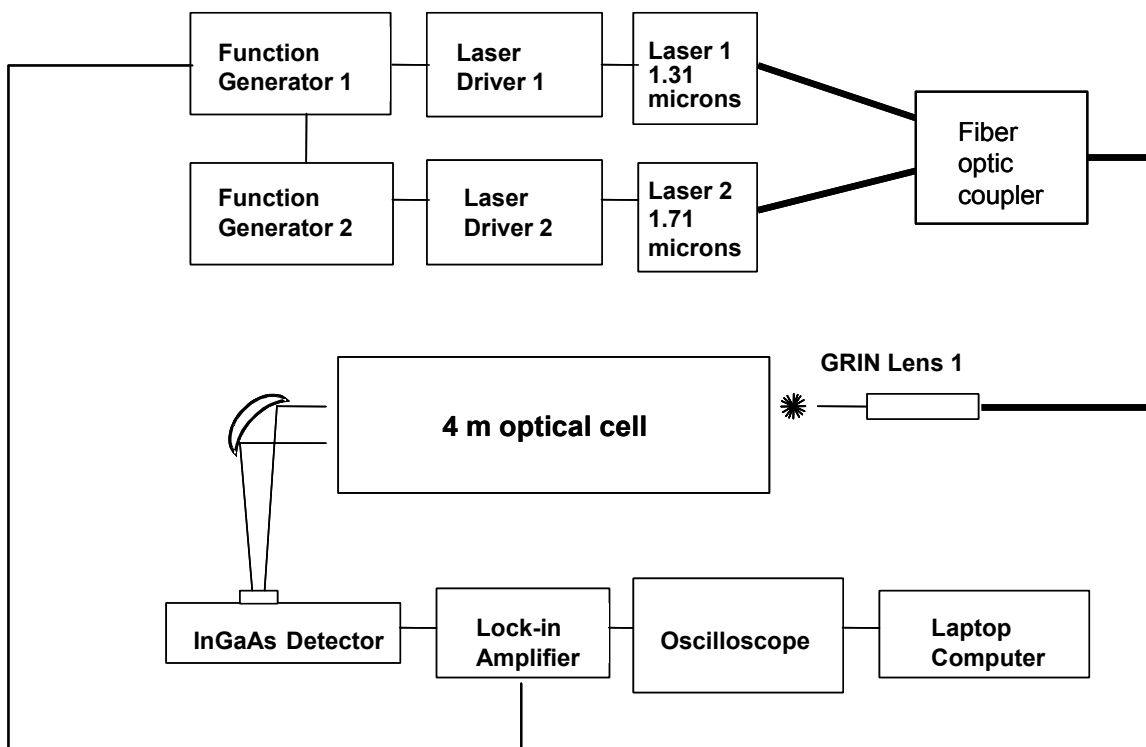 Function
Generator 1
Laser
Driver 1
Laser 1
1.31
microns
Fiber
optic
coupler
Function
Generator 2
Laser
Driver 2
Laser 2
1.71
microns
GRIN Lens 1
4 m optical cell
InGaAs Detector
Lock-in
Amplifier
Oscilloscope
Laptop
Computer